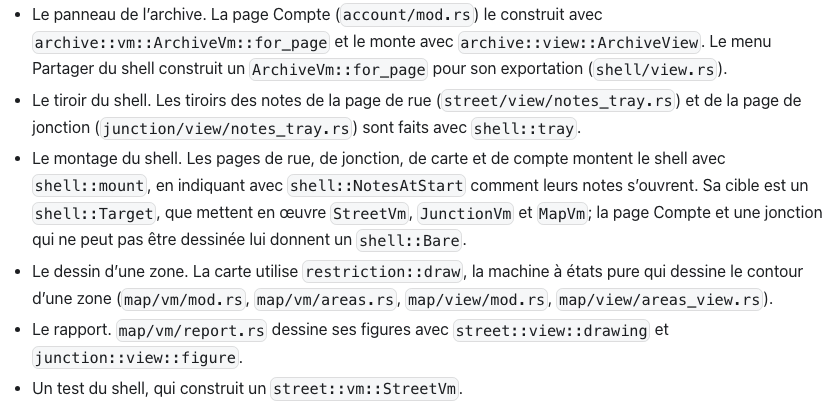 • Le panneau de l’archive. La page Compte (account/mod.rs) le construit avec
archive::vm::ArchiveVm::for_page et le monte avec archive::view::ArchiveView. Le menu
Partager du shell construit un ArchiveVm::for_page pour son exportation (shell/view.rs).
• Le tiroir du shell. Les tiroirs des notes de la page de rue (street/view/notes_tray.rs) et de la page de
jonction (junction/view/notes_tray.rs) sont faits avec shell::tray.
• Le montage du shell. Les pages de rue, de jonction, de carte et de compte montent le shell avec
shell::mount, en indiquant avec shell::NotesAtStart comment leurs notes s’ouvrent. Sa cible est un
shell::Target, que mettent en œuvre StreetVm, JunctionVm et MapVm; la page Compte et une jonction
qui ne peut pas être dessinée lui donnent un shell::Bare.
• Le dessin d’une zone. La carte utilise restriction::draw, la machine à états pure qui dessine le contour
d’une zone (map/vm/mod.rs, map/vm/areas.rs, map/view/mod.rs, map/view/areas_view.rs).
• Le rapport. map/vm/report.rs dessine ses figures avec street::view::drawing et
junction::view::figure.
• Un test du shell, qui construit un street::vm::StreetVm.